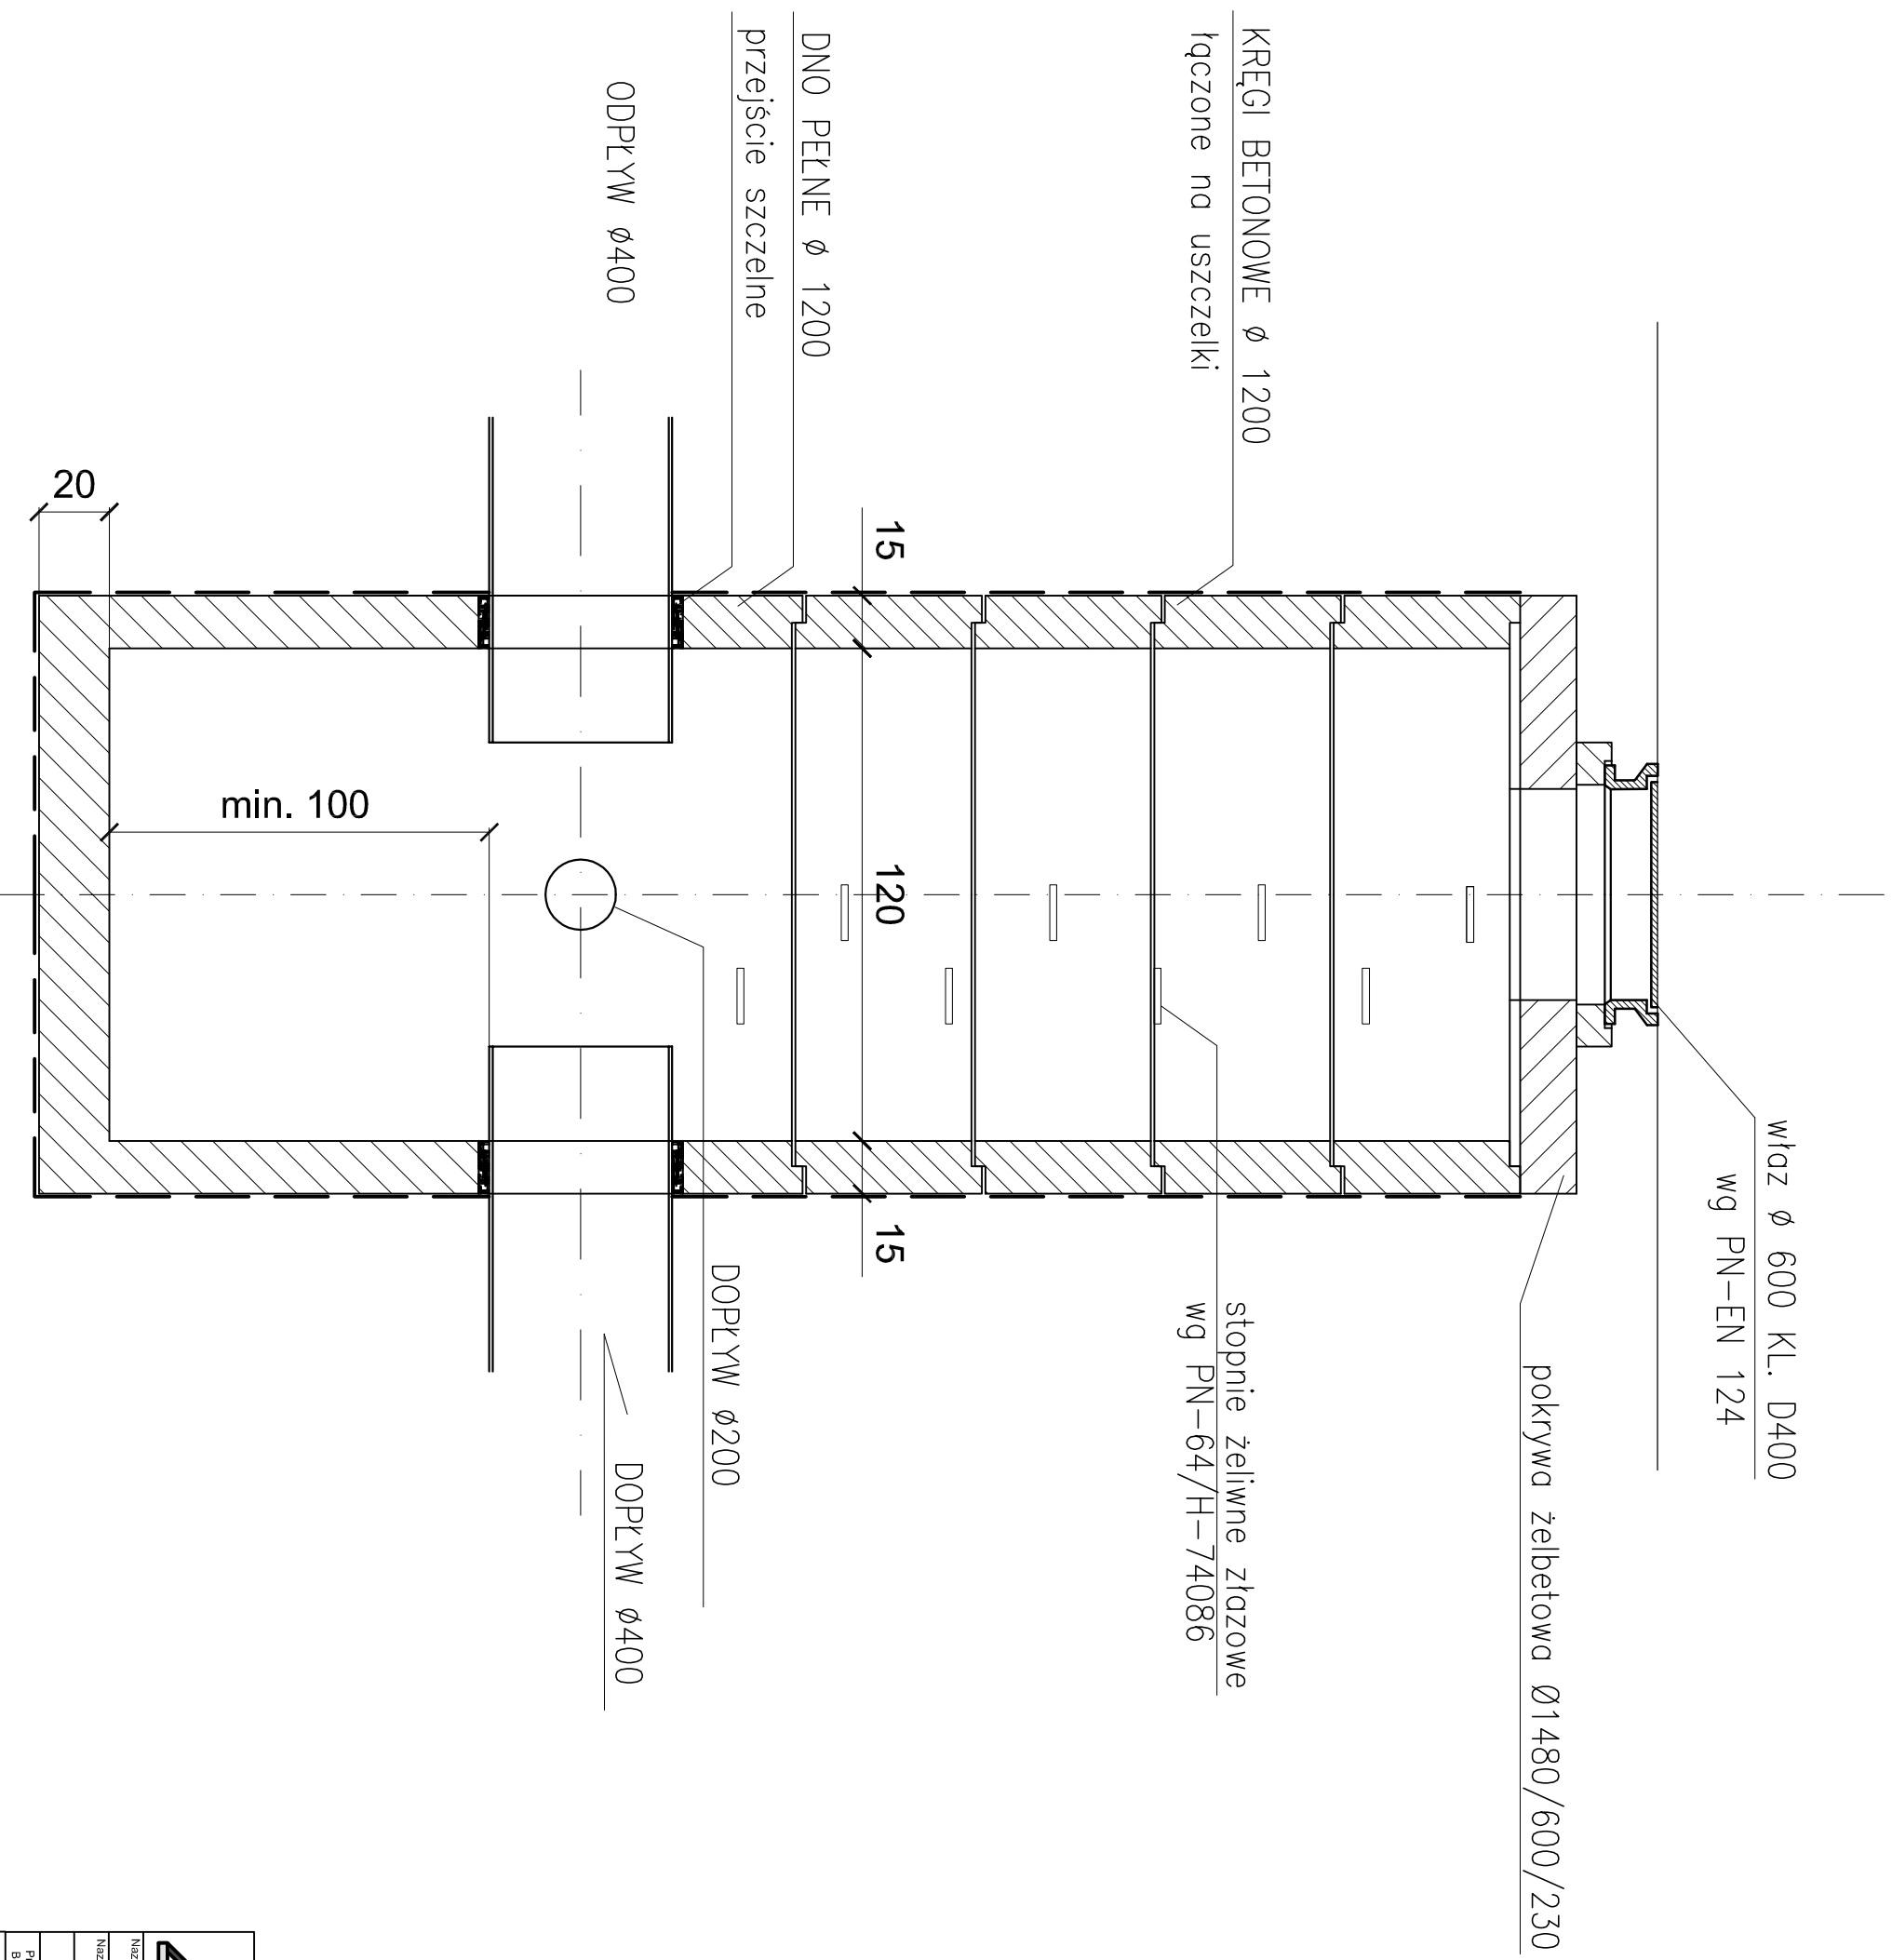 właz ø 600 KL. D400
wg PN-EN 124
pokrywa żelbetowa Ø1480/600/230
KRĘGI BETONOWE ø 1200
łączone na uszczelki
stopnie żeliwne złazowe
wg PN-64/H-74086
15
120
15
DNO PEŁNE ø 1200
przejście szczelne
DOPŁYW ø200
ODPŁYW ø400
DOPŁYW ø400
min. 100
20
Naz
Naz